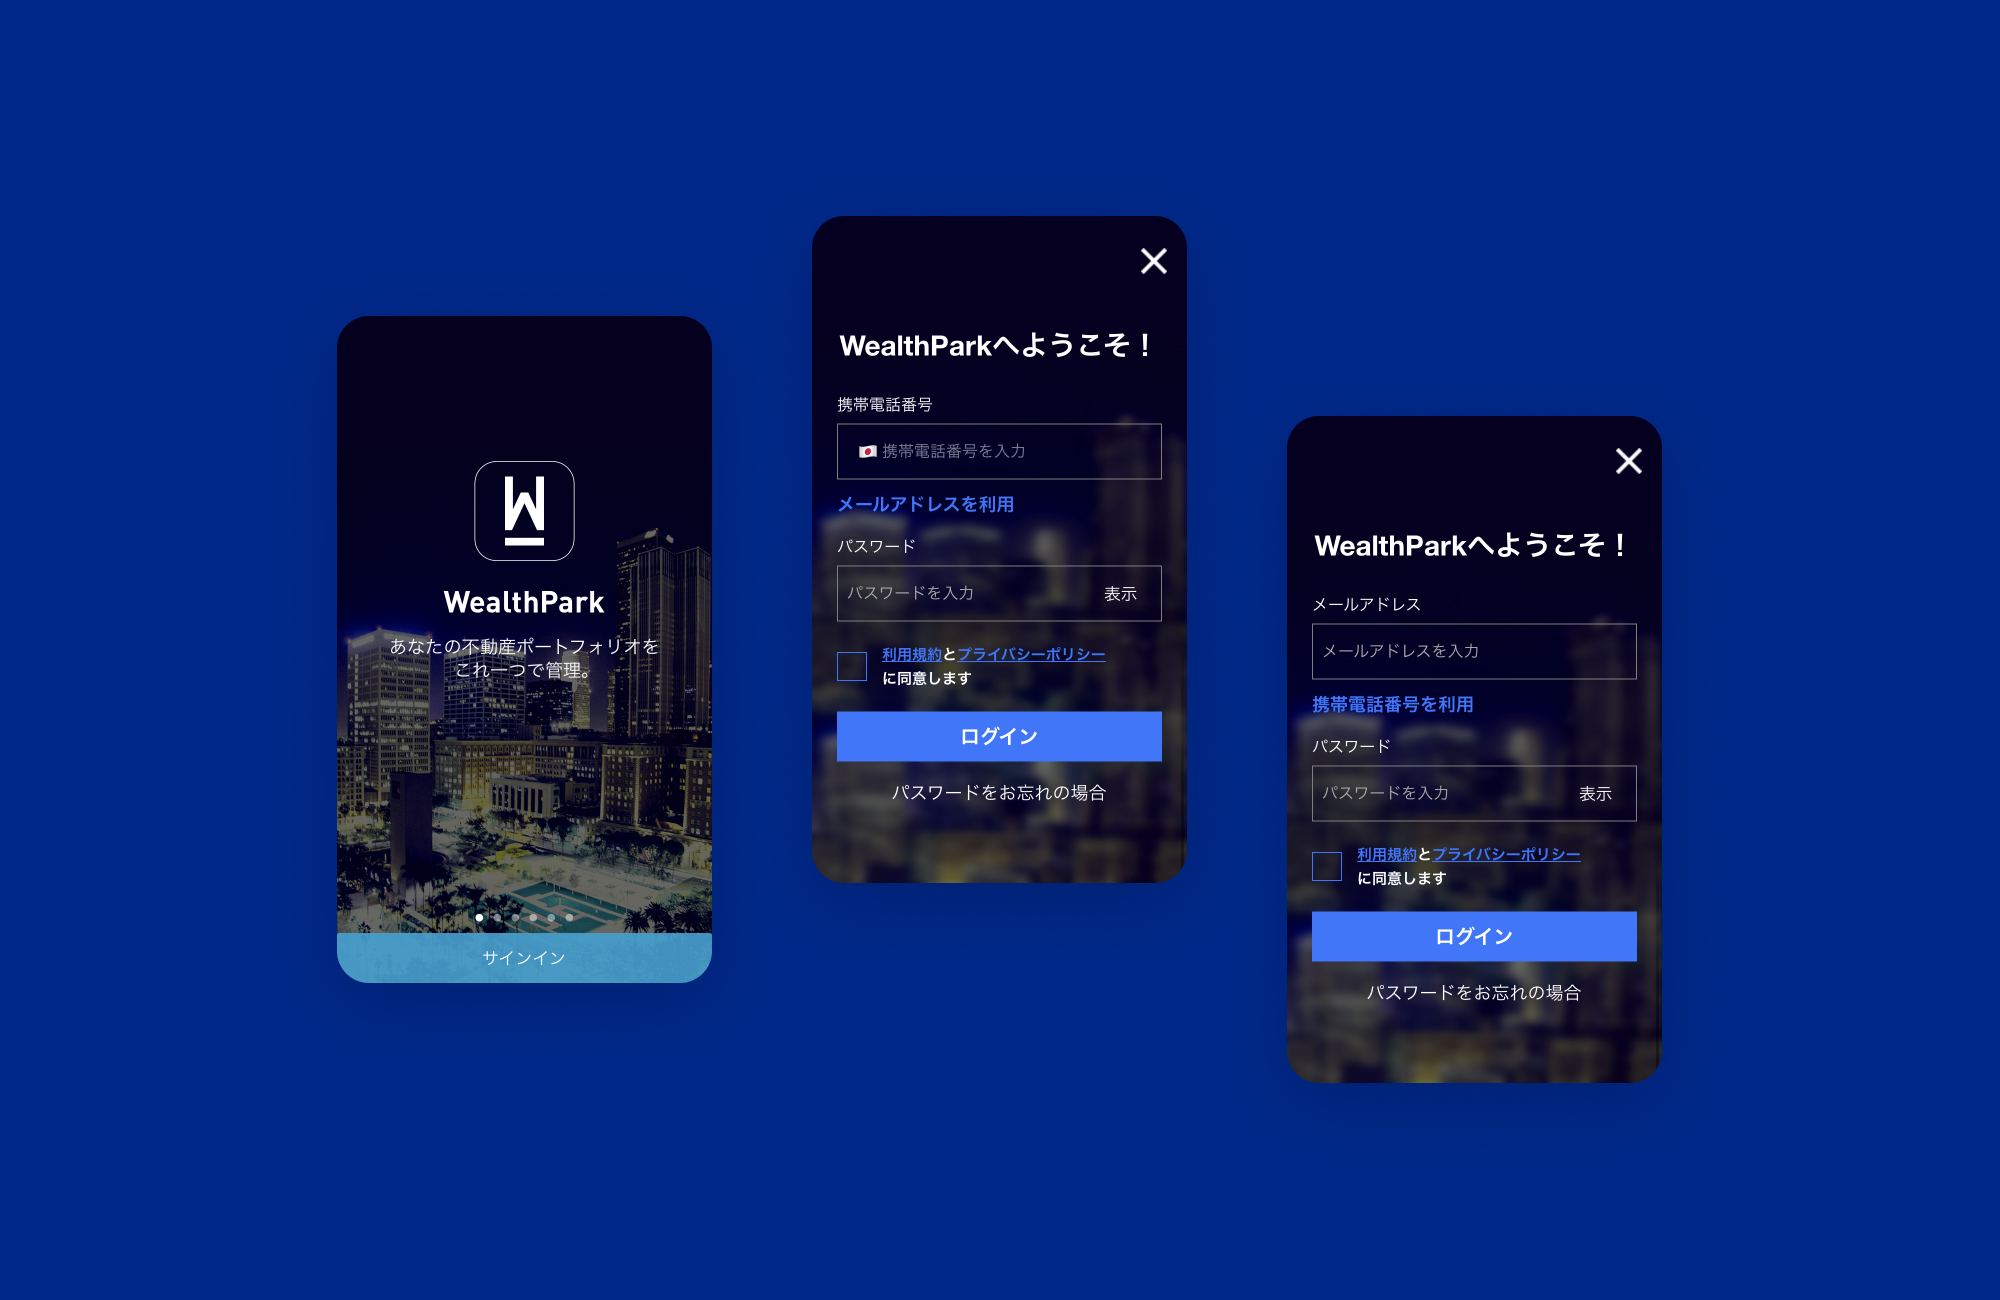 W
WealthPark
あなたの不動産ポートフォリオを
これ一つで管理。
サインイン
WealthParkへようこそ！
携帯電話番号
携帯電話番号を入力
メールアドレスを利用
パスワード
パスワードを入力 表示
利用規約とプライバシーポリシー
に同意します
ログイン
パスワードをお忘れの場合
WealthParkへようこそ！
メールアドレス
メールアドレスを入力
携帯電話番号を利用
パスワード
パスワードを入力 表示
利用規約とプライバシーポリシー
に同意します
ログイン
パスワードをお忘れの場合